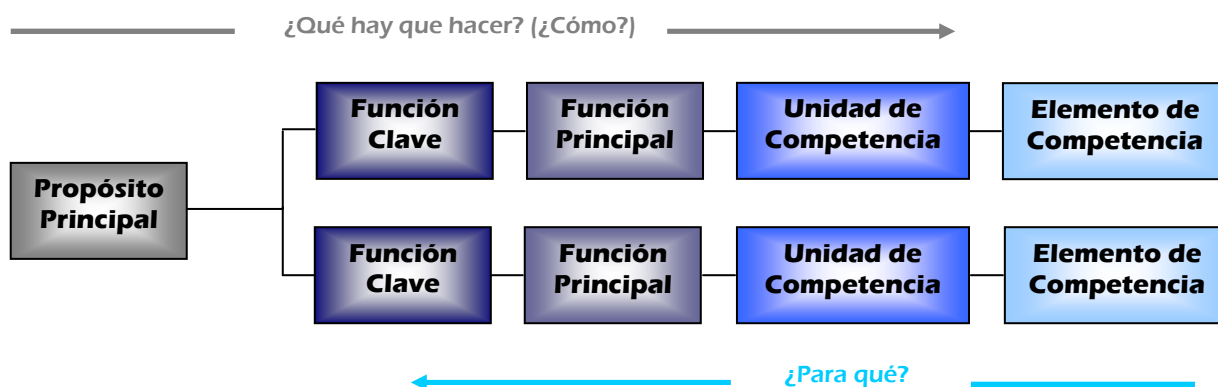 ¿Qué hay que hacer? (¿Cómo?)
Función
Clave
Función
Principal
Unidad de
Competencia
Elemento de
Competencia
Propósito
Principal
Función
Clave
Función
Principal
Unidad de
Competencia
Elemento de
Competencia
¿Para qué?